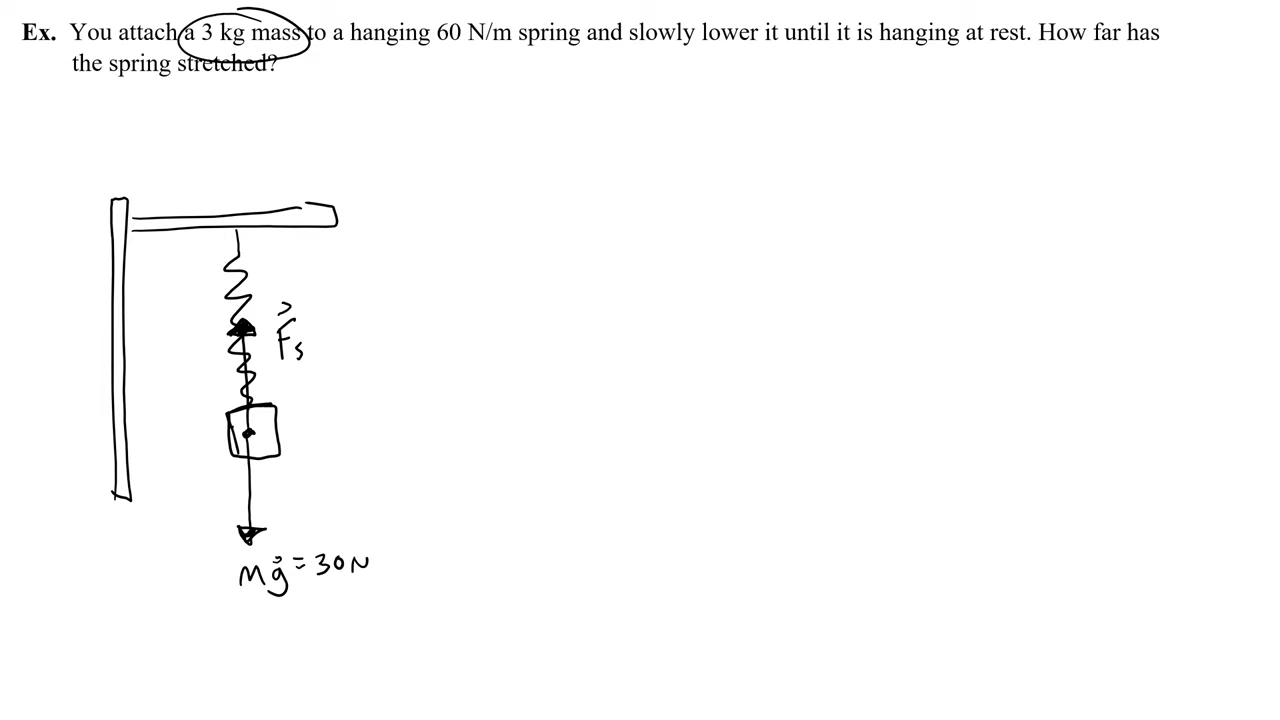 Ex. You attach a 3 kg mass to a hanging 60 N/m spring and slowly lower it until it is hanging at rest. How far has
the spring stretched?
F⃗s
mg⃗ = 30N